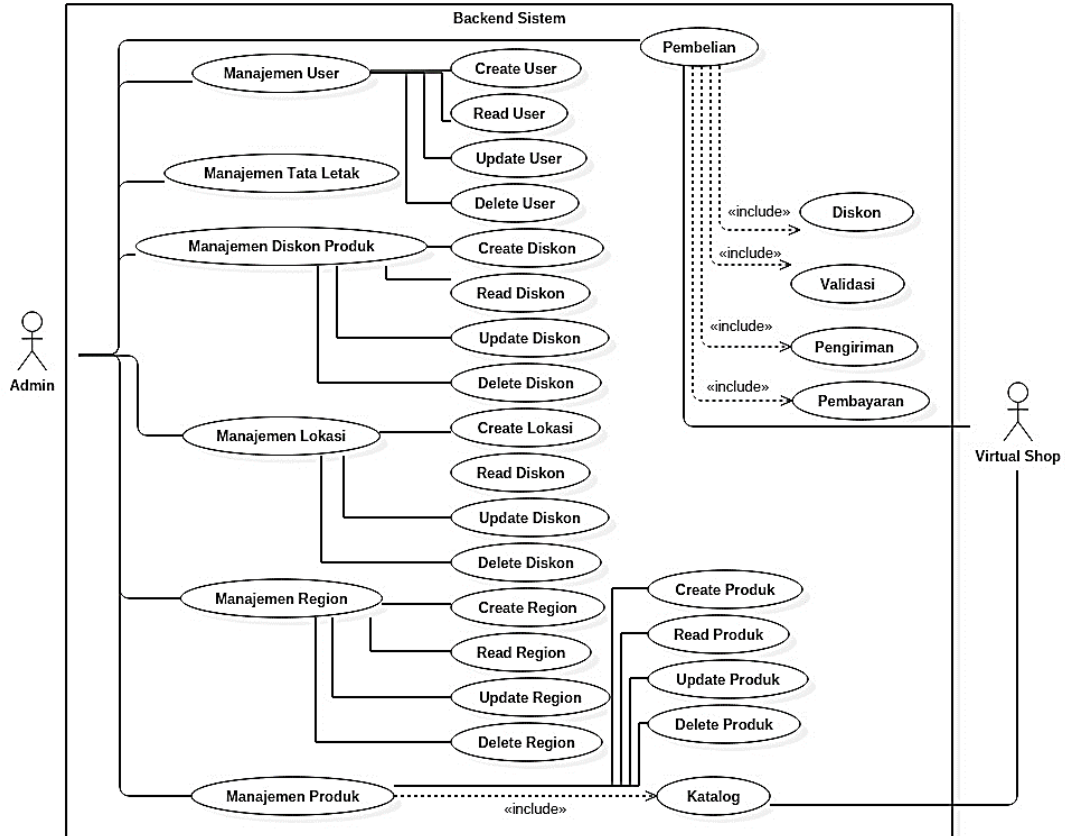 Backend Sistem
Pembelian
Manajemen User
Create User
Read User
Update User
Manajemen Tata Letak
Delete User
«include»
Diskon
Manajemen Diskon Produk
Create Diskon
«include»
Validasi
Read Diskon
«include»
Update Diskon
Pengiriman
Admin
Delete Diskon
«include»
Pembayaran
Manajemen Lokasi
Create Lokasi
Virtual Shop
Read Diskon
Update Diskon
Delete Diskon
Manajemen Region
Create Region
Create Produk
Read Region
Read Produk
Update Region
Update Produk
Delete Region
Delete Produk
Manajemen Produk
«include»
Katalog